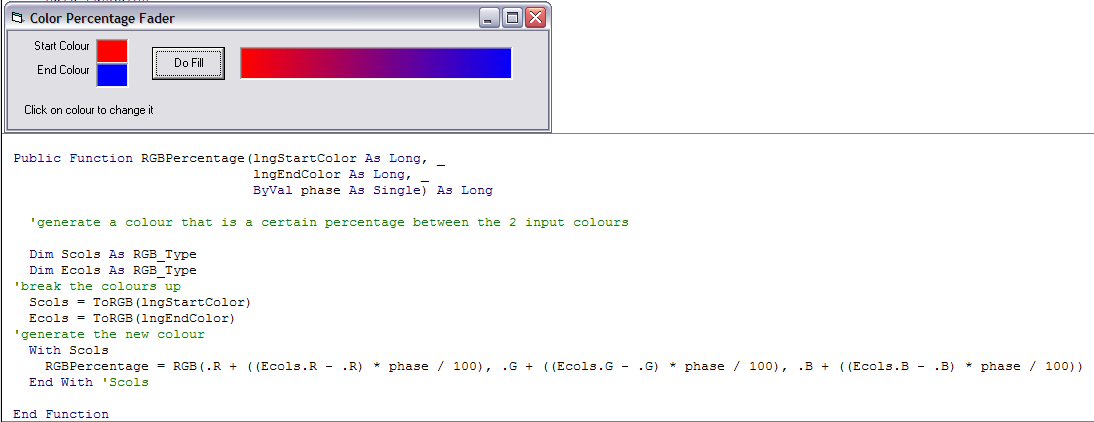 Color Percentage Fader
Start Colour
End Colour
Do Fill
Click on colour to change it
Public Function RGBPercentage(lngStartColor As Long, _
lngEndColor As Long, _
ByVal phase As Single) As Long
'generate a colour that is a certain percentage between the 2 input colours
Dim Scols As RGB_Type
Dim Ecols As RGB_Type
'break the colours up
Scols = ToRGB(lngStartColor)
Ecols = ToRGB(lngEndColor)
'generate the new colour
With Scols
RGBPercentage = RGB(.R + ((Ecols.R - .R) * phase / 100), .G + ((Ecols.G - .G) * phase / 100), .B + ((Ecols.B - .B) * phase / 100))
End With 'Scols
End Function